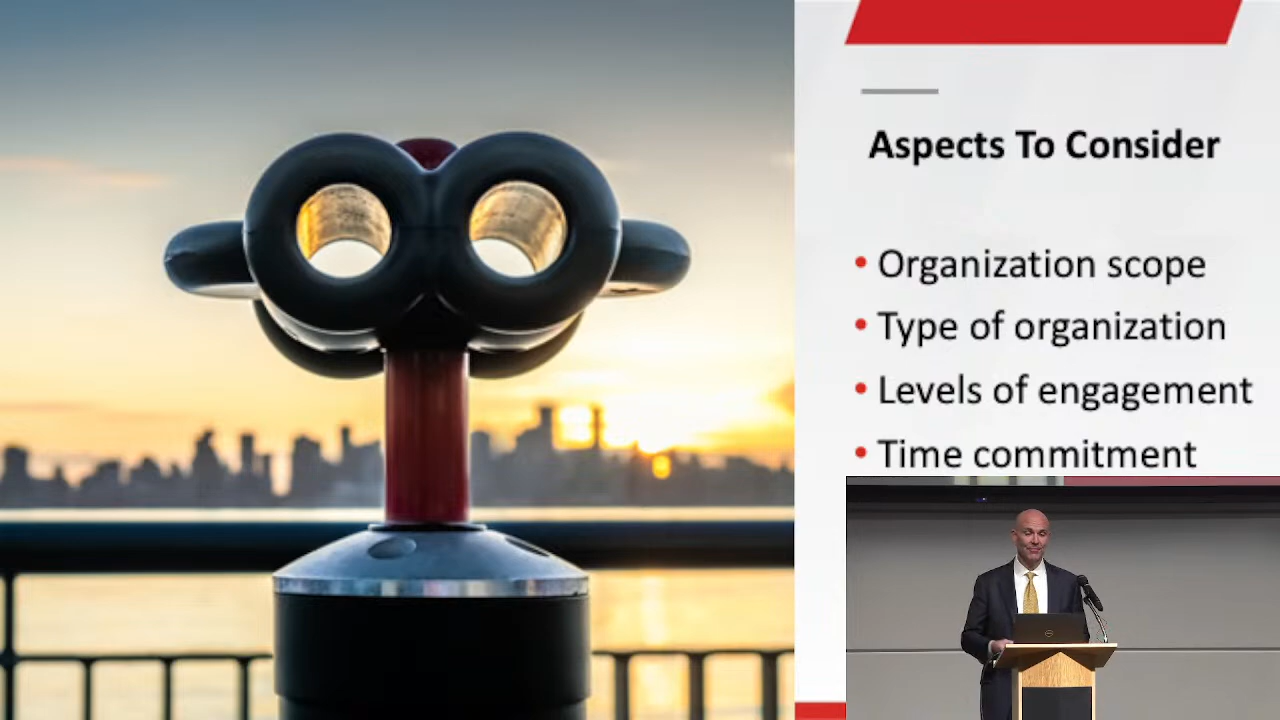 Aspects To Consider
• Organization scope
• Type of organization
• Levels of engagement
• Time commitment